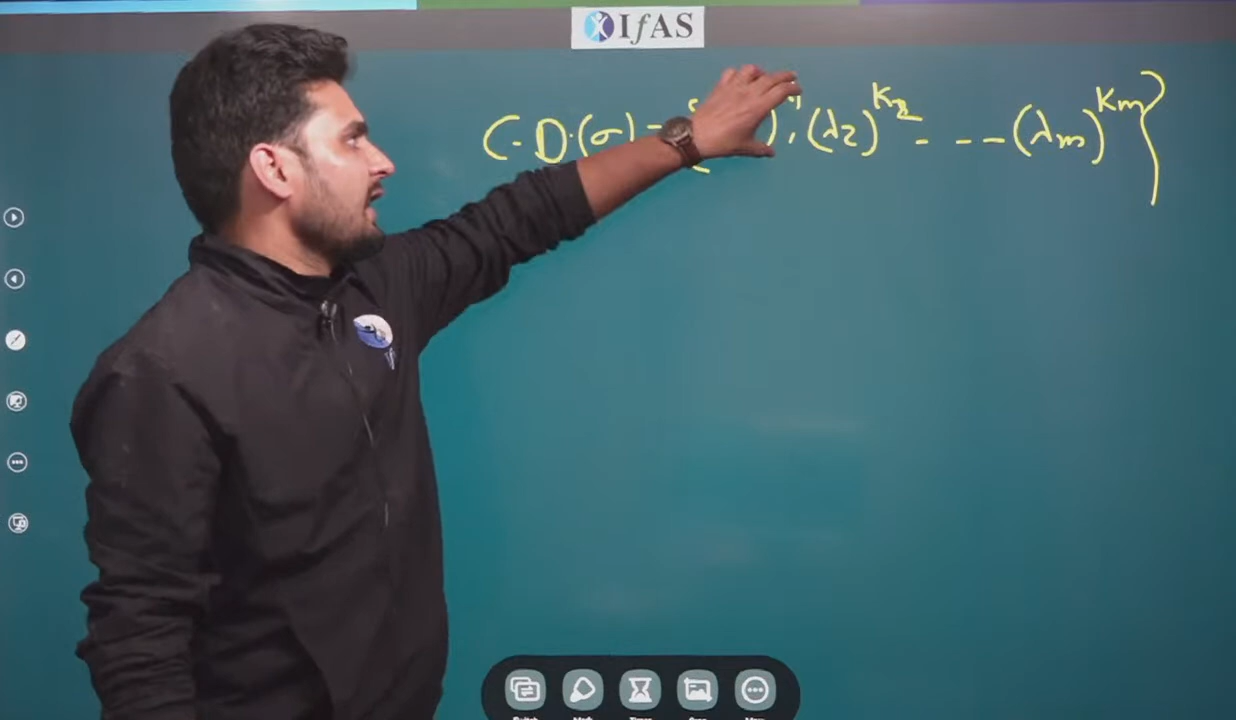 IfAS
C.D.(σ) = { ), (λ2)^K2 - - - (λm)^Km }